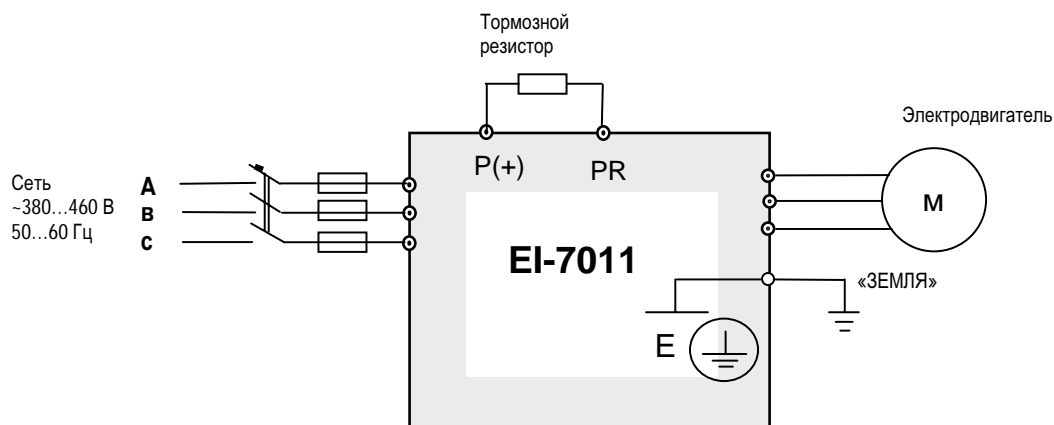 Тормозной
резистор
Электродвигатель
P(+)
PR
Сеть
~380...460 В
50...60 Гц
A
B
C
M
EI-7011
«ЗЕМЛЯ»
E